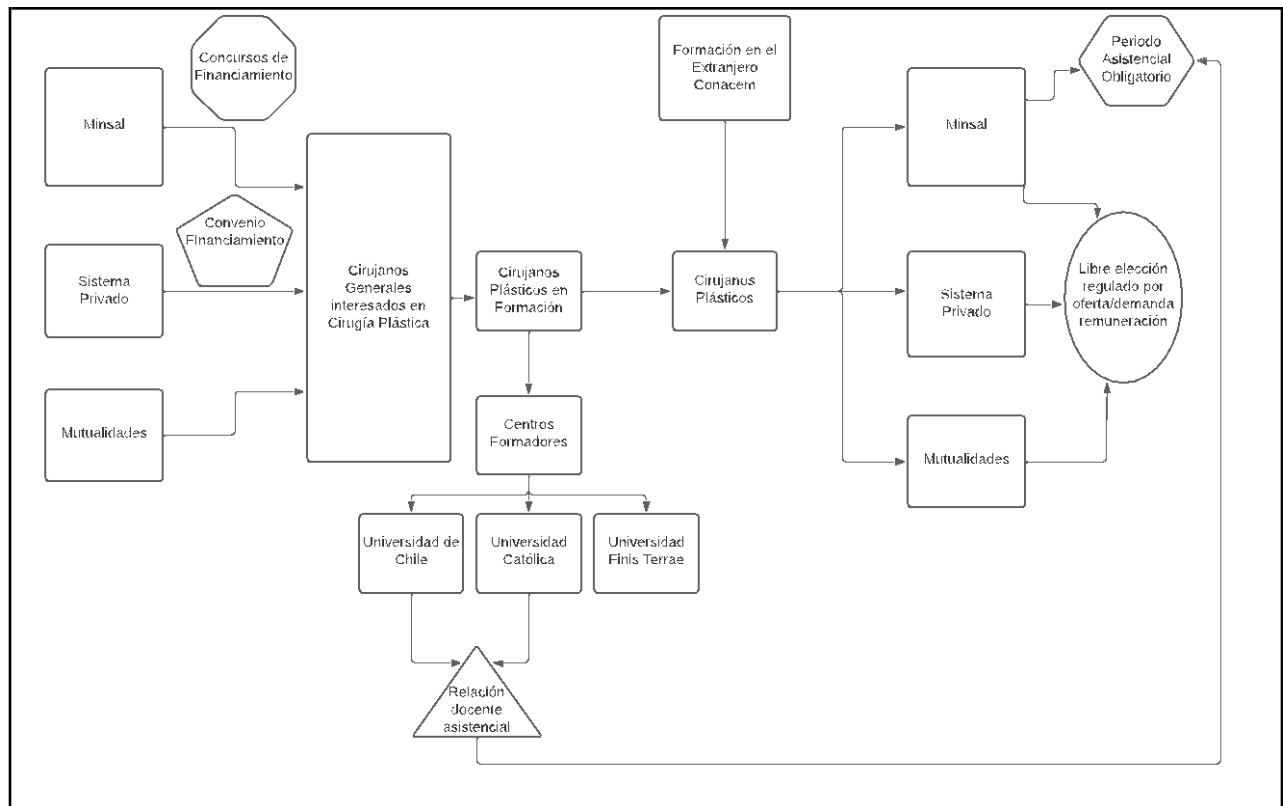 Concursos de
Financiamiento
Minsal
Convenio
FInanciamiento
Sistema
Privado
Mutualidades
Cirujanos
Generales
interesados en
Cirugía Plástica
Cirujanos
Plásticos en
Formación
Centros
Formadores
Universidad de
Chile
Universidad
Católica
Universidad
Finis Terrae
Relación
docente
asistencial
Formación en el
Extranjero
Conacem
Cirujanos
Plásticos
Minsal
Sistema
Privado
Mutualidades
Periodo
Asistencial
Obligatorio
Libre elección
regulado por
oferta/demanda
remuneración